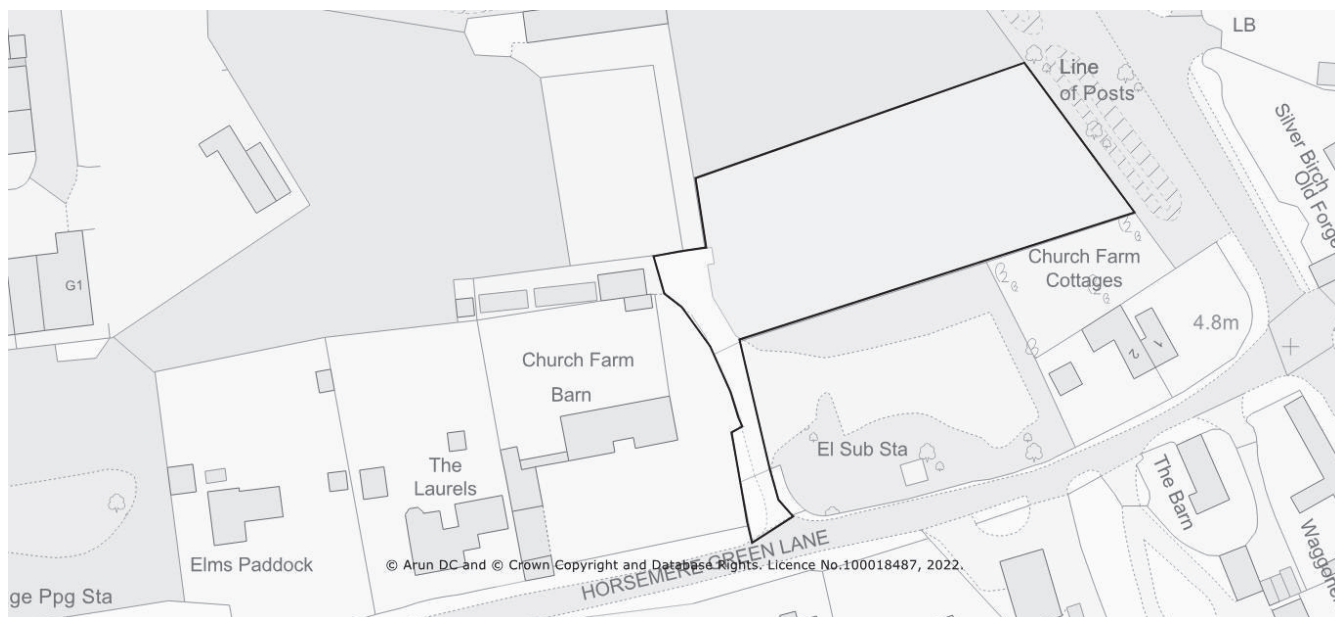 LB
Line
of Posts
Silver Birch
Old Forge
G1
Church Farm
Cottages
4.8m
2
1
Church Farm
Barn
El Sub Sta
The
Laurels
The Barn
Elms Paddock
© Arun DC and © Crown Copyright and Database Rights. Licence No.100018487, 2022.
HORSEMERE GREEN LANE
ge Ppg Sta